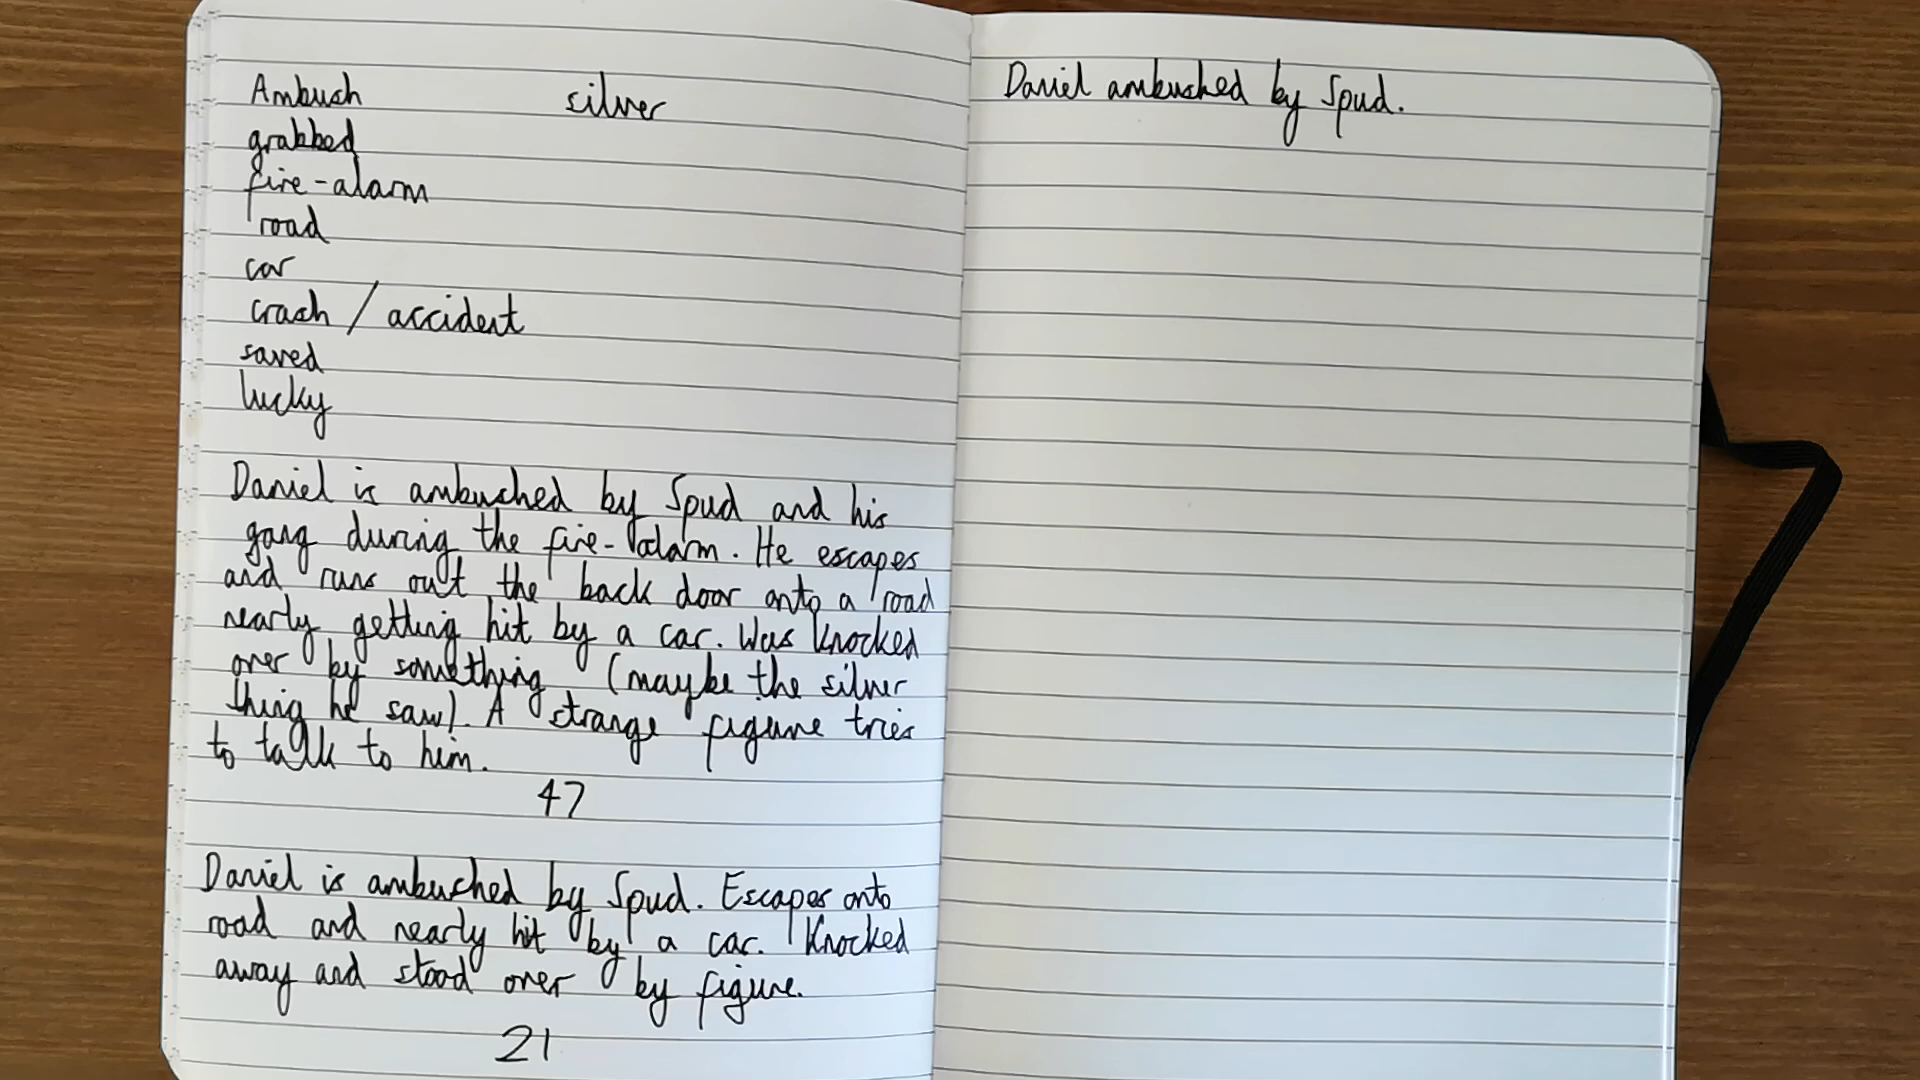 Ambush silver
grabbed
fire-alarm
road
car
crash / accident
saved
lucky
Daniel is ambushed by Spud and his
gang during the fire-alarm. He escapes
and runs out the back door onto a road
nearly getting hit by a car. Was knocked
over by something (maybe the silver
thing he saw). A strange figure tries
to talk to him.
47
Daniel is ambushed by Spud. Escapes onto
road and nearly hit by a car. Knocked
away and stood over by figure.
21
Daniel ambushed by Spud.